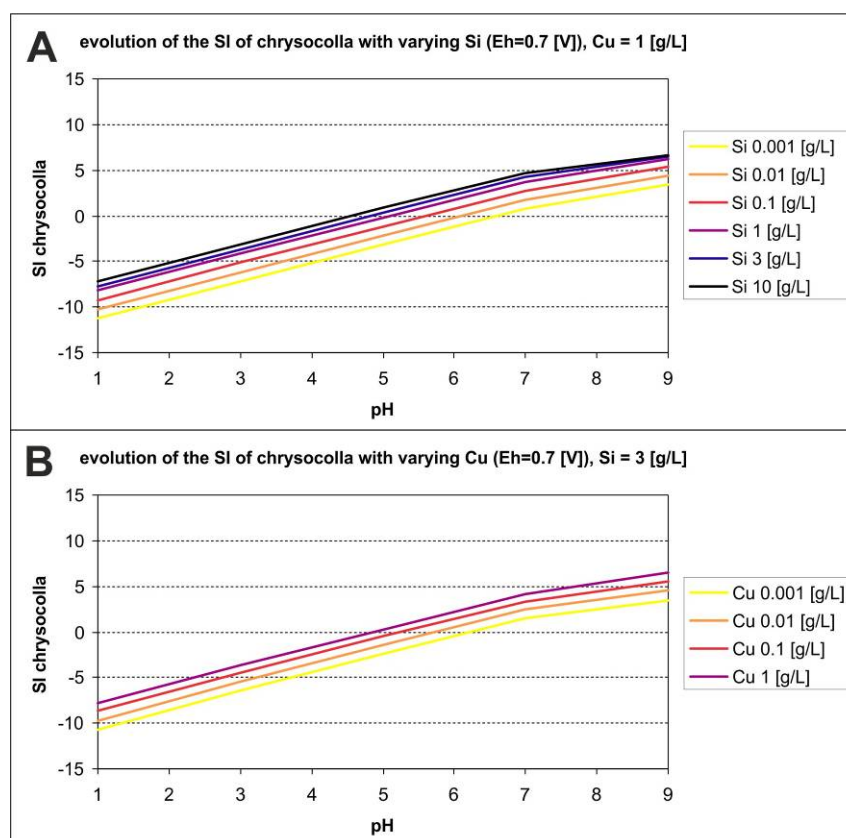 A
evolution of the SI of chrysocolla with varying Si (Eh=0.7 [V]), Cu = 1 [g/L]
15
10
5
0
-5
-10
-15
SI chrysocolla
1 2 3 4 5 6 7 8 9
pH
Si 0.001 [g/L]
Si 0.01 [g/L]
Si 0.1 [g/L]
Si 1 [g/L]
Si 3 [g/L]
Si 10 [g/L]
B
evolution of the SI of chrysocolla with varying Cu (Eh=0.7 [V]), Si = 3 [g/L]
15
10
5
0
-5
-10
-15
SI chrysocolla
1 2 3 4 5 6 7 8 9
pH
Cu 0.001 [g/L]
Cu 0.01 [g/L]
Cu 0.1 [g/L]
Cu 1 [g/L]